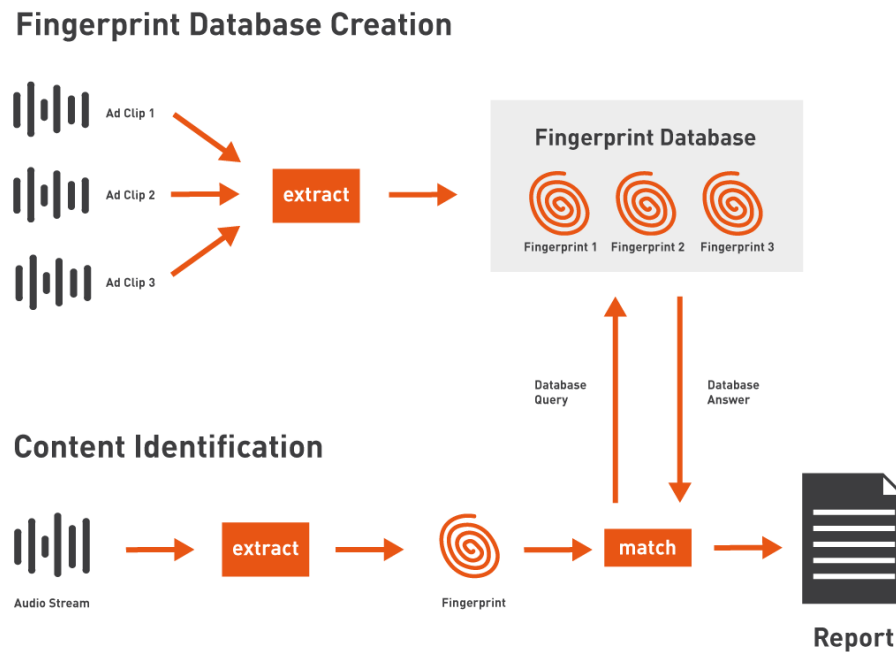 Fingerprint Database Creation
Ad Clip 1
Ad Clip 2
Ad Clip 3
extract
Fingerprint Database
Fingerprint 1
Fingerprint 2
Fingerprint 3
Database
Query
Database
Answer
Content Identification
Audio Stream
extract
Fingerprint
match
Report